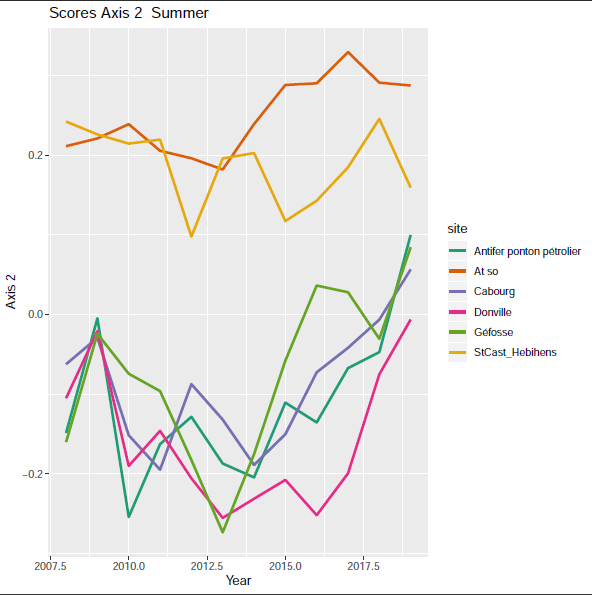 Scores Axis 2  Summer
0.2
0.0
−0.2
Axis 2
2007.5
2010.0
2012.5
2015.0
2017.5
Year
site
Antifer ponton pétrolier
At so
Cabourg
Donville
Géfosse
StCast_Hebihens